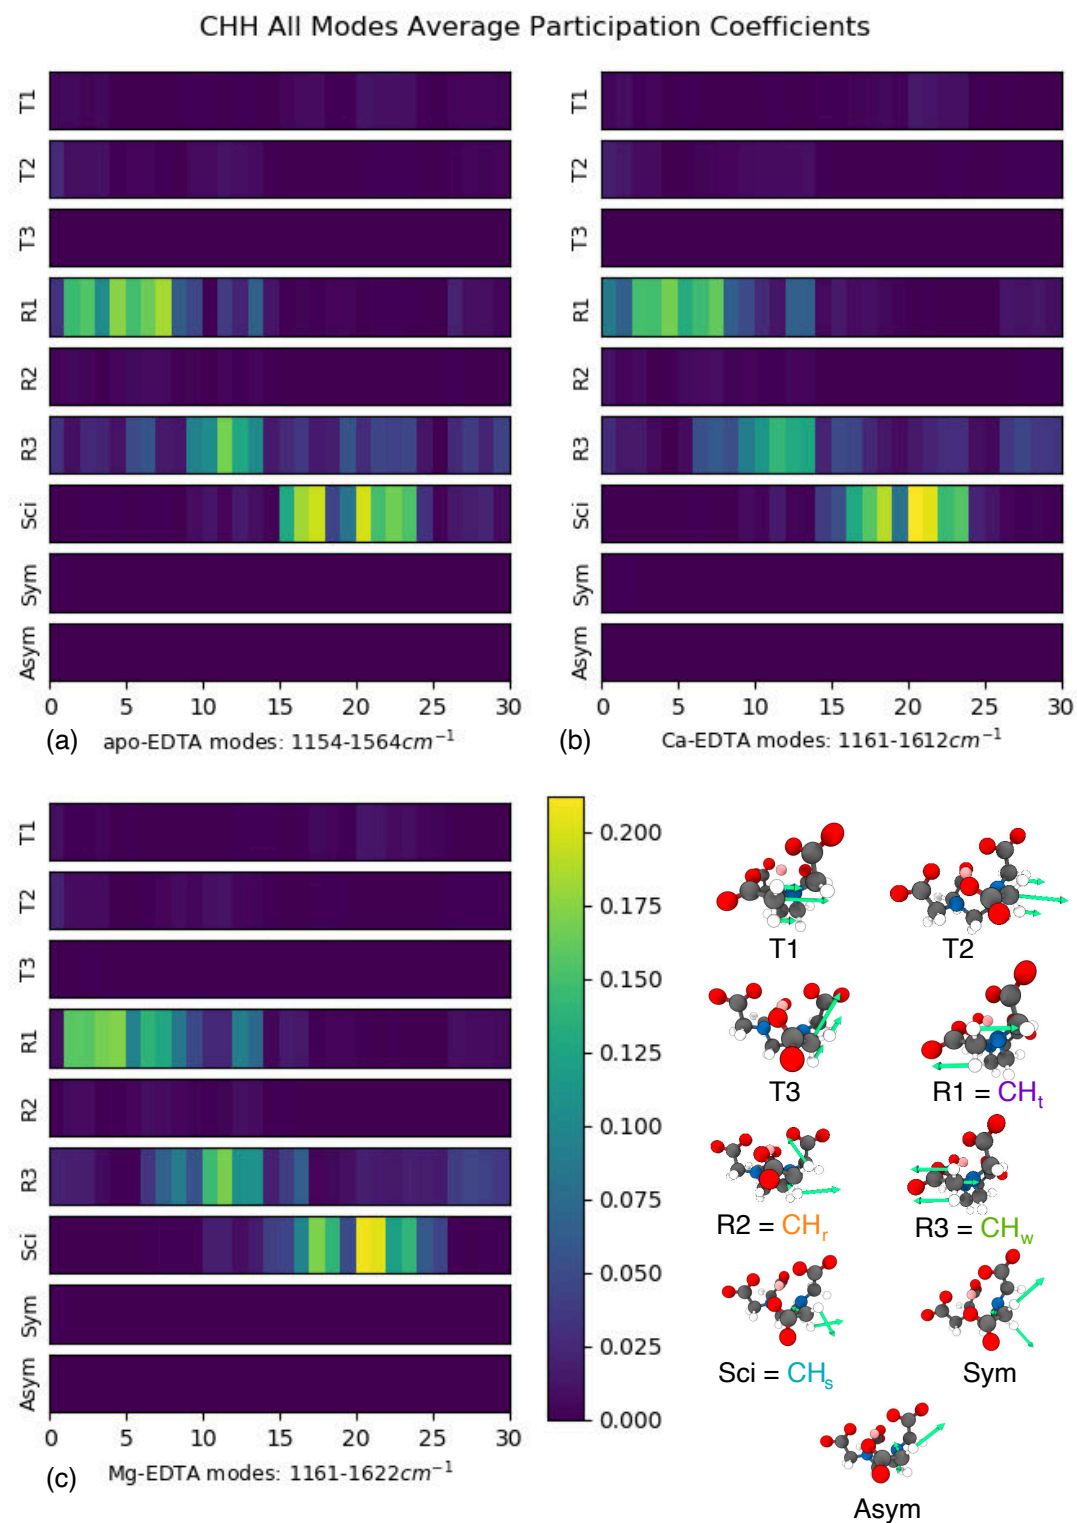 CHH All Modes Average Participation Coefficients
T1
T2
T3
R1
R2
R3
Sci
Sym
Asym
0 5 10 15 20 25 30
(a) apo-EDTA modes: 1154-1564cm⁻¹
T1
T2
T3
R1
R2
R3
Sci
Sym
Asym
0 5 10 15 20 25 30
(b) Ca-EDTA modes: 1161-1612cm⁻¹
T1
T2
T3
R1
R2
R3
Sci
Sym
Asym
0 5 10 15 20 25 30
(c) Mg-EDTA modes: 1161-1622cm⁻¹
0.200
0.175
0.150
0.125
0.100
0.075
0.050
0.025
0.000
T1 T2
T3 R1 = CHₜ
R2 = CHᵣ R3 = CH_w
Sci = CHₛ Sym
Asym